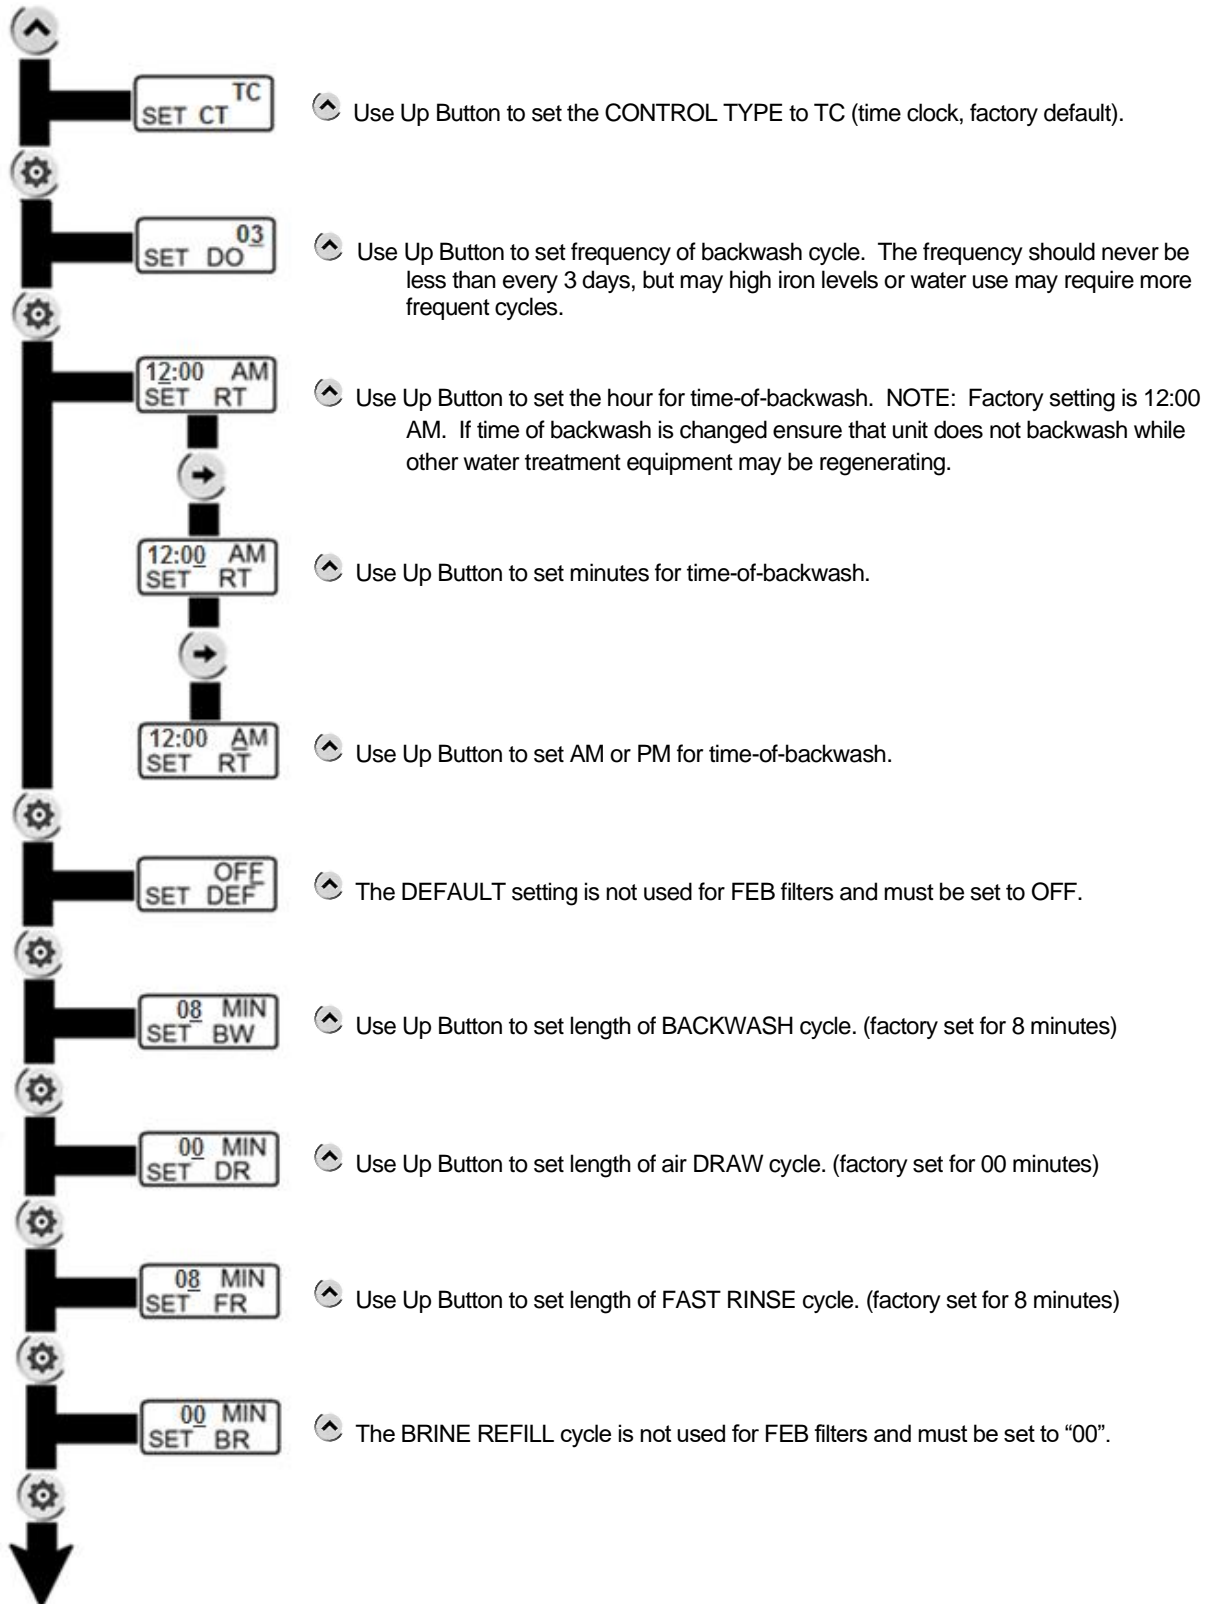 TC
SET CT
Use Up Button to set the CONTROL TYPE to TC (time clock, factory default).
03
SET DO
Use Up Button to set frequency of backwash cycle. The frequency should never be
less than every 3 days, but may high iron levels or water use may require more
frequent cycles.
12:00 AM
SET RT
Use Up Button to set the hour for time-of-backwash. NOTE: Factory setting is 12:00
AM. If time of backwash is changed ensure that unit does not backwash while
other water treatment equipment may be regenerating.
12:00 AM
SET RT
Use Up Button to set minutes for time-of-backwash.
12:00 AM
SET RT
Use Up Button to set AM or PM for time-of-backwash.
OFF
SET DEF
The DEFAULT setting is not used for FEB filters and must be set to OFF.
08 MIN
SET BW
Use Up Button to set length of BACKWASH cycle. (factory set for 8 minutes)
00 MIN
SET DR
Use Up Button to set length of air DRAW cycle. (factory set for 00 minutes)
08 MIN
SET FR
Use Up Button to set length of FAST RINSE cycle. (factory set for 8 minutes)
00 MIN
SET BR
The BRINE REFILL cycle is not used for FEB filters and must be set to “00”.